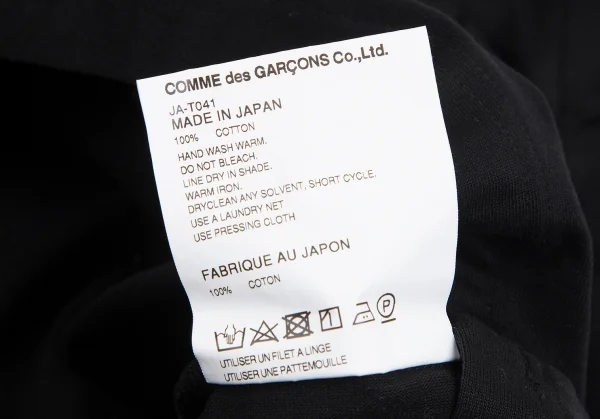 COMME des GARÇONS Co.,Ltd.
JA-T041
MADE IN JAPAN
100% COTTON
HAND WASH WARM.
DO NOT BLEACH.
LINE DRY IN SHADE.
WARM IRON.
DRYCLEAN ANY SOLVENT, SHORT CYCLE.
USE A LAUNDRY NET
USE PRESSING CLOTH
FABRIQUE AU JAPON
100% COTON
P
UTILISER UN FILET A LINGE
UTILISER UNE PATTEMOUILLE